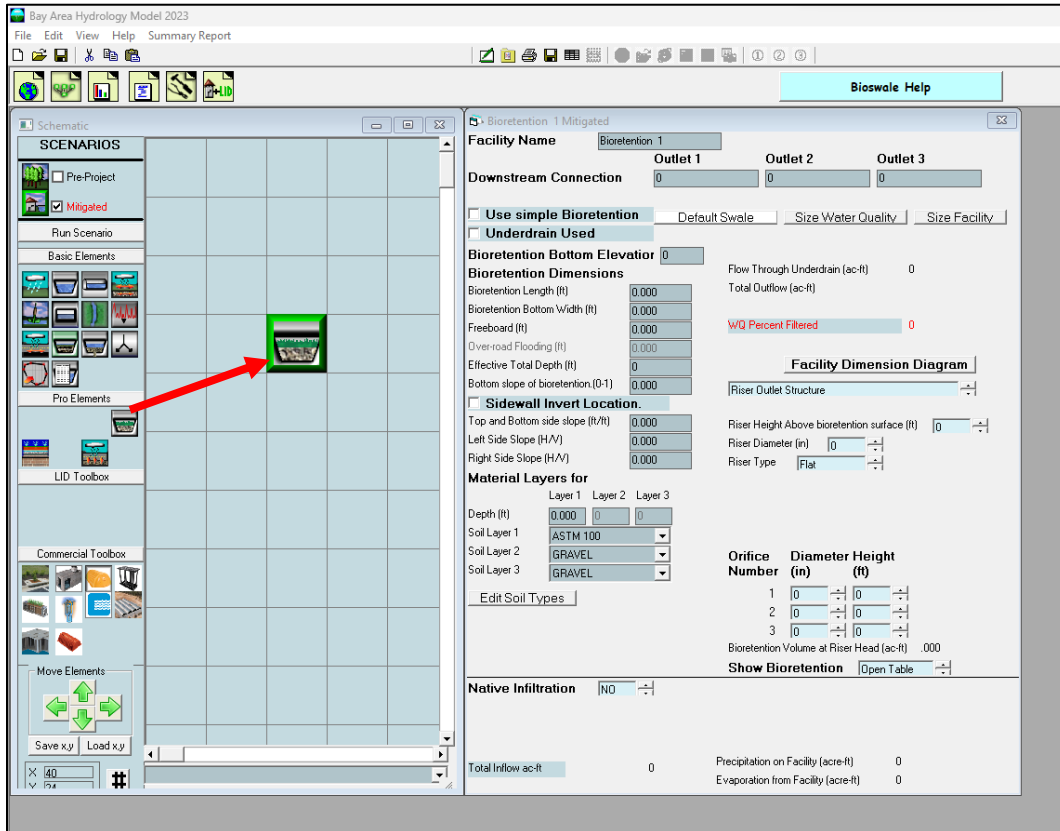 Bay Area Hydrology Model 2023
File Edit View Help Summary Report
Bioswale Help
Schematic
SCENARIOS
Pre-Project
Mitigated
Run Scenario
Basic Elements
Pro Elements
LID Toolbox
Commercial Toolbox
Move Elements
Save x,y Load x,y
X 40
Y 24
#
Bioretention 1 Mitigated
Facility Name Bioretention 1
Outlet 1 Outlet 2 Outlet 3
Downstream Connection 0 0 0
Use simple Bioretention Default Swale Size Water Quality Size Facility
Underdrain Used
Bioretention Bottom Elevatior 0
Bioretention Dimensions
Bioretention Length (ft) 0.000
Bioretention Bottom Width (ft) 0.000
Freeboard (ft) 0.000
Over-road Flooding (ft) 0.000
Effective Total Depth (ft) 0
Bottom slope of bioretention.(0-1) 0.000
Sidewall Invert Location.
Top and Bottom side slope (ft/ft) 0.000
Left Side Slope (H/V) 0.000
Right Side Slope (H/V) 0.000
Material Layers for
Layer 1 Layer 2 Layer 3
Depth (ft) 0.000 0 0
Soil Layer 1 ASTM 100
Soil Layer 2 GRAVEL
Soil Layer 3 GRAVEL
Edit Soil Types
Flow Through Underdrain (ac-ft) 0
Total Outflow (ac-ft)
WQ Percent Filtered 0
Facility Dimension Diagram
Riser Outlet Structure
Riser Height Above bioretention surface (ft) 0
Riser Diameter (in) 0
Riser Type Flat
Orifice Diameter Height
Number (in) (ft)
1 0 0
2 0 0
3 0 0
Bioretention Volume at Riser Head (ac-ft) .000
Show Bioretention Open Table
Native Infiltration NO
Total Inflow ac-ft 0
Precipitation on Facility (acre-ft) 0
Evaporation from Facility (acre-ft) 0